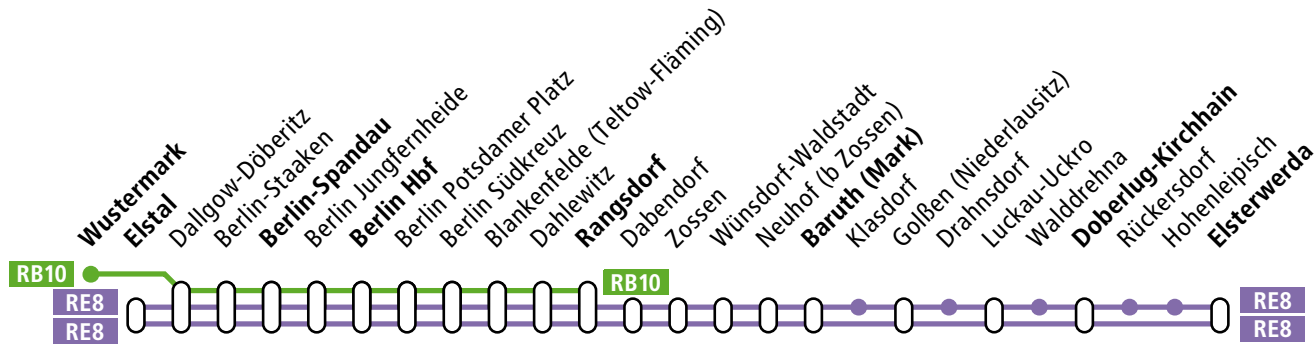 Wustermark
Elstal
Dallgow-Döberitz
Berlin-Staaken
Berlin-Spandau
Berlin Jungfernheide
Berlin Hbf
Berlin Potsdamer Platz
Berlin Südkreuz
Blankenfelde (Teltow-Fläming)
Dahlewitz
Rangsdorf
Dabendorf
Zossen
Wünsdorf-Waldstadt
Neuhof (b Zossen)
Baruth (Mark)
Klasdorf
Golßen (Niederlausitz)
Drahnsdorf
Luckau-Uckro
Walddrehna
Doberlug-Kirchhain
Rückersdorf
Hohenleipisch
Elsterwerda
RB10
RB10
RE8
RE8
RE8
RE8